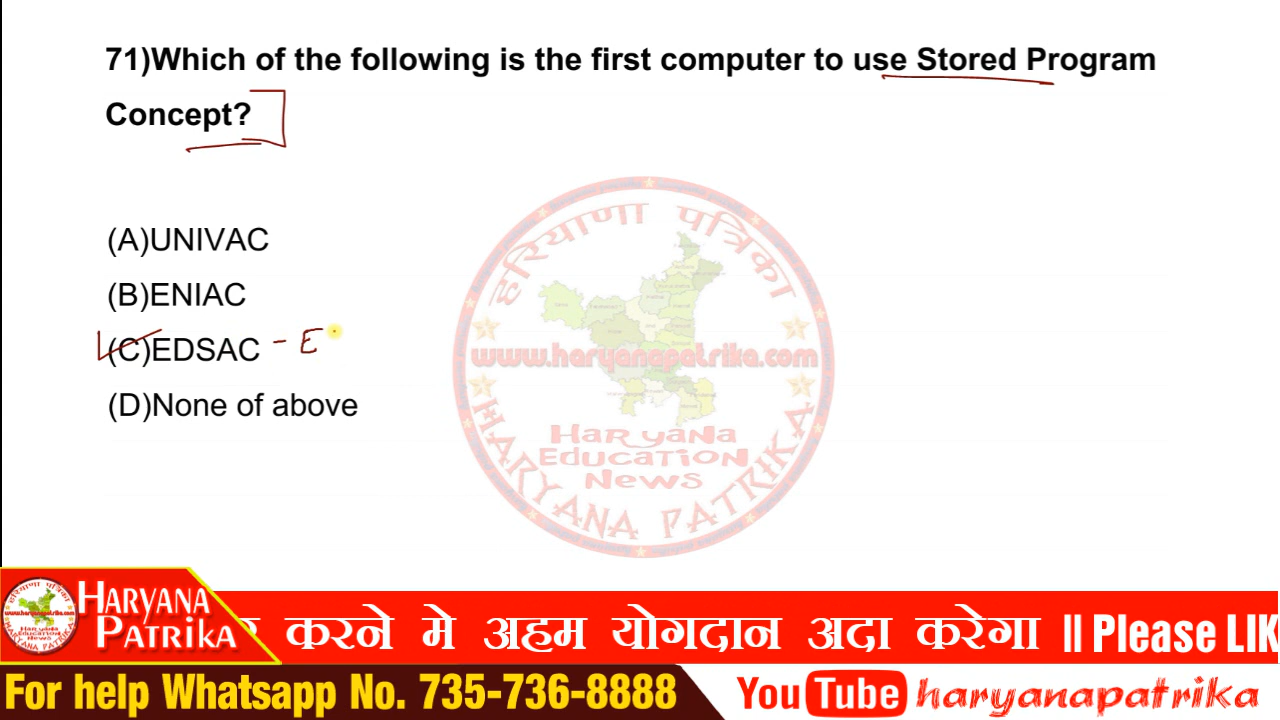 71)Which of the following is the first computer to use Stored Program
Concept?
(A)UNIVAC
(B)ENIAC
(C)EDSAC - E
(D)None of above
हरियाणा पत्रिका
www.haryanapatrika.com
Haryana
Education
News
HARYANA PATRIKA
HARYANA
PATRIKA
करने मे अहम योगदान अदा करेगा || Please LIK
For help Whatsapp No. 735-736-8888
YouTube haryanapatrika